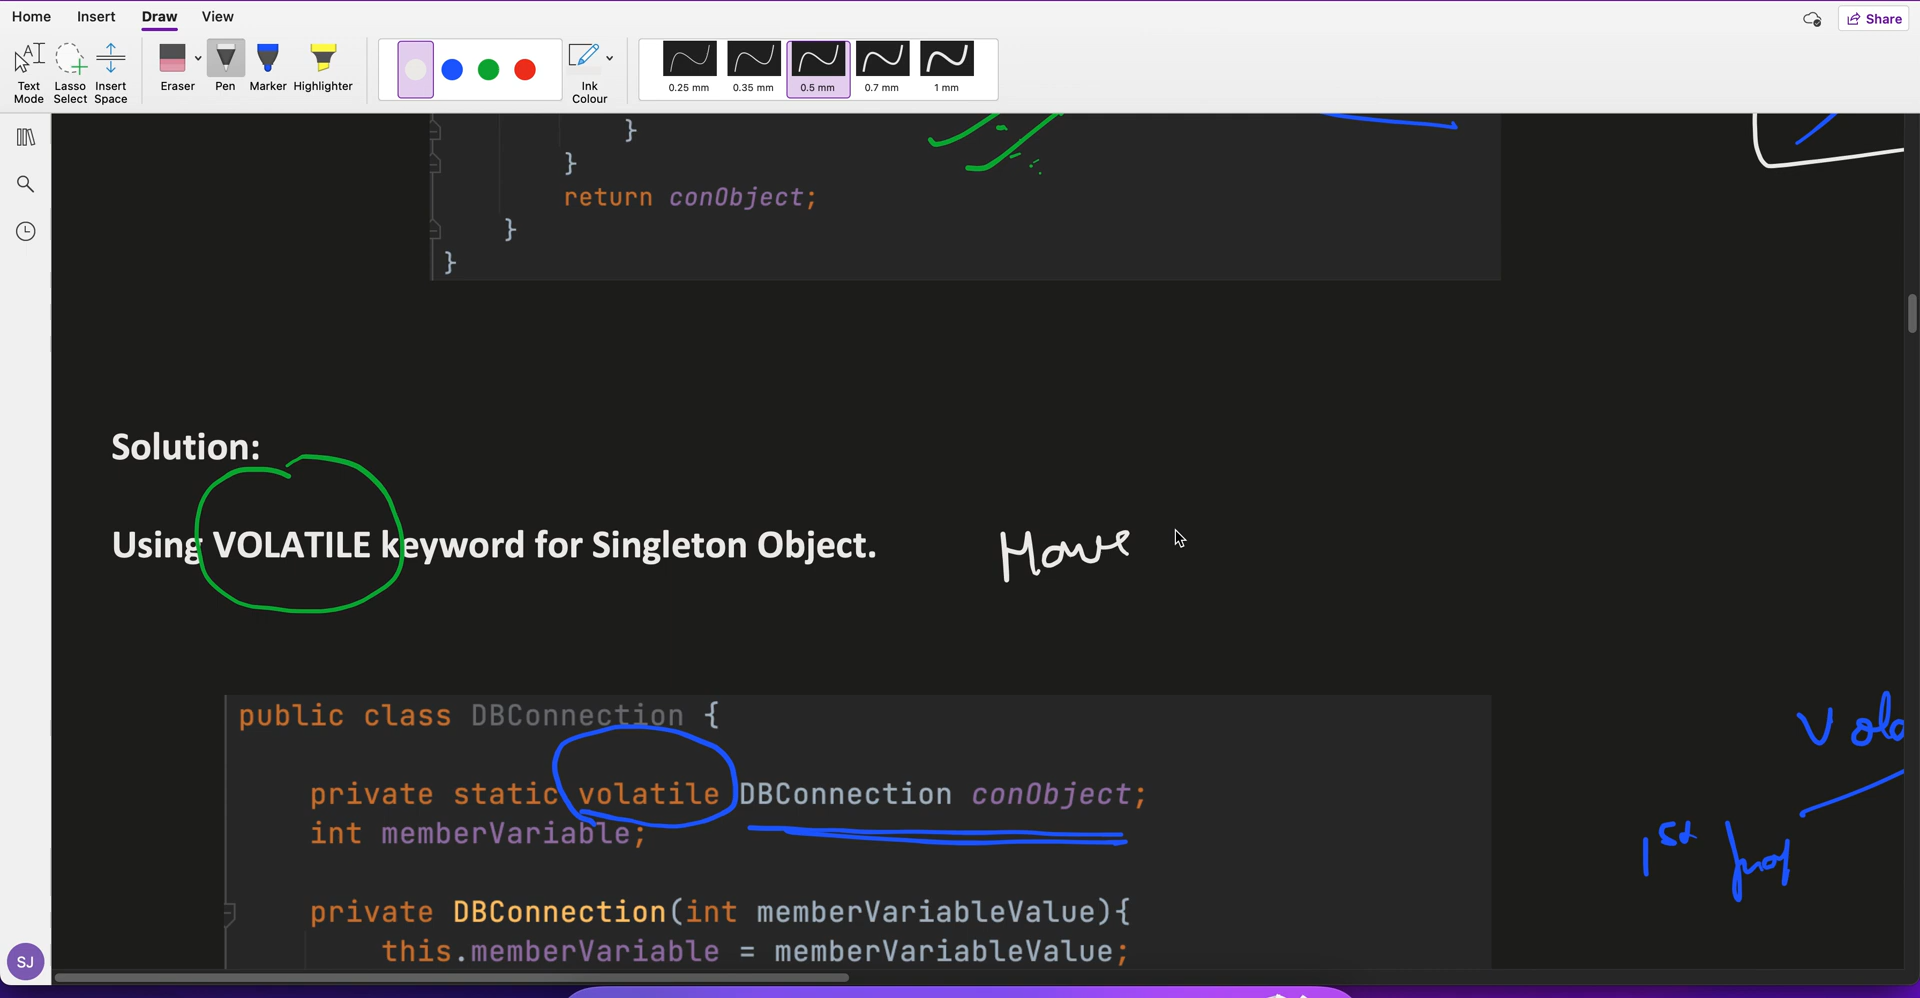 Home Insert Draw View
Share
Text Mode
Lasso Select
Insert Space
Eraser
Pen
Marker
Highlighter
Ink Colour
0.25 mm
0.35 mm
0.5 mm
0.7 mm
1 mm
}
}
return conObject;
}
}
Solution:
Using VOLATILE keyword for Singleton Object.
public class DBConnection {
private static volatile DBConnection conObject;
int memberVariable;
private DBConnection(int memberVariableValue){
this.memberVariable = memberVariableValue;
Vola
1st
SJ